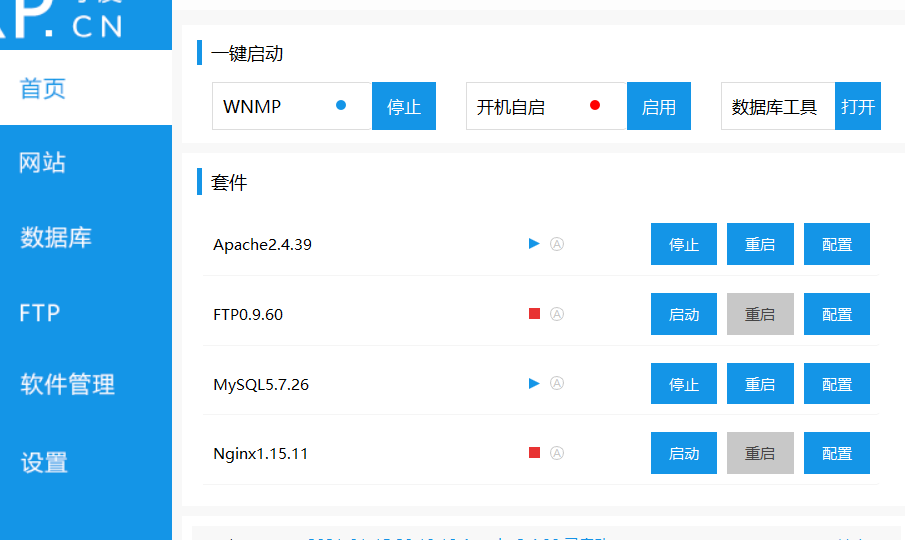 .CN
首页
网站
数据库
FTP
软件管理
设置
一键启动
WNMP 停止 开机自启 启用 数据库工具 打开
套件
Apache2.4.39 Ⓐ 停止 重启 配置
FTP0.9.60 Ⓐ 启动 重启 配置
MySQL5.7.26 Ⓐ 停止 重启 配置
Nginx1.15.11 Ⓐ 启动 重启 配置